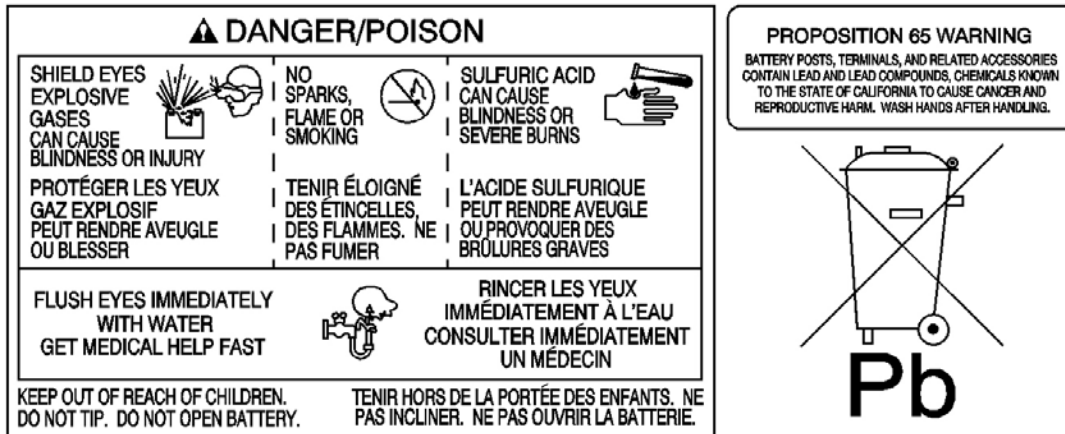 DANGER/POISON
SHIELD EYES
EXPLOSIVE
GASES
CAN CAUSE
BLINDNESS OR INJURY
NO
SPARKS,
FLAME OR
SMOKING
SULFURIC ACID
CAN CAUSE
BLINDNESS OR
SEVERE BURNS
PROTÉGER LES YEUX
GAZ EXPLOSIF
PEUT RENDRE AVEUGLE
OU BLESSER
TENIR ÉLOIGNÉ
DES ÉTINCELLES,
DES FLAMMES. NE
PAS FUMER
L'ACIDE SULFURIQUE
PEUT RENDRE AVEUGLE
OU PROVOQUER DES
BRÛLURES GRAVES
FLUSH EYES IMMEDIATELY
WITH WATER
GET MEDICAL HELP FAST
RINCER LES YEUX
IMMÉDIATEMENT À L'EAU
CONSULTER IMMÉDIATEMENT
UN MÉDECIN
KEEP OUT OF REACH OF CHILDREN.
DO NOT TIP. DO NOT OPEN BATTERY.
TENIR HORS DE LA PORTÉE DES ENFANTS. NE
PAS INCLINER. NE PAS OUVRIR LA BATTERIE.
PROPOSITION 65 WARNING
BATTERY POSTS, TERMINALS, AND RELATED ACCESSORIES
CONTAIN LEAD AND LEAD COMPOUNDS, CHEMICALS KNOWN
TO THE STATE OF CALIFORNIA TO CAUSE CANCER AND
REPRODUCTIVE HARM. WASH HANDS AFTER HANDLING.
Pb